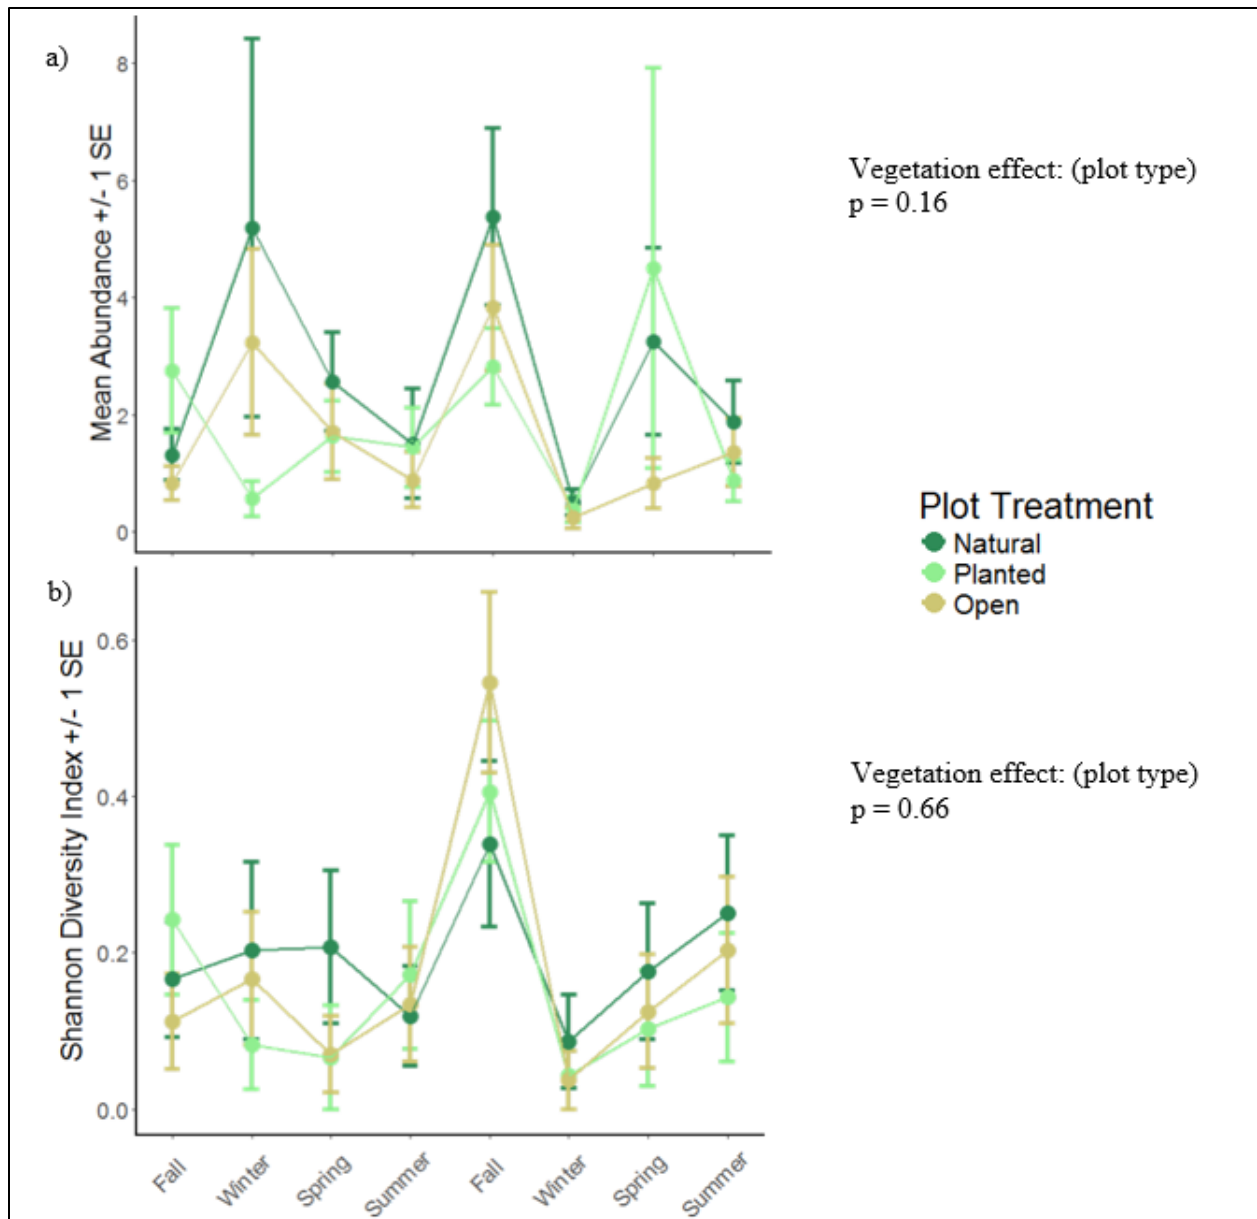 a)
Mean Abundance +/- 1 SE
8
6
4
2
0
Vegetation effect: (plot type)
p = 0.16
Plot Treatment
Natural
Planted
Open
b)
Shannon Diversity Index +/- 1 SE
0.6
0.4
0.2
0.0
Vegetation effect: (plot type)
p = 0.66
Fall
Winter
Spring
Summer
Fall
Winter
Spring
Summer